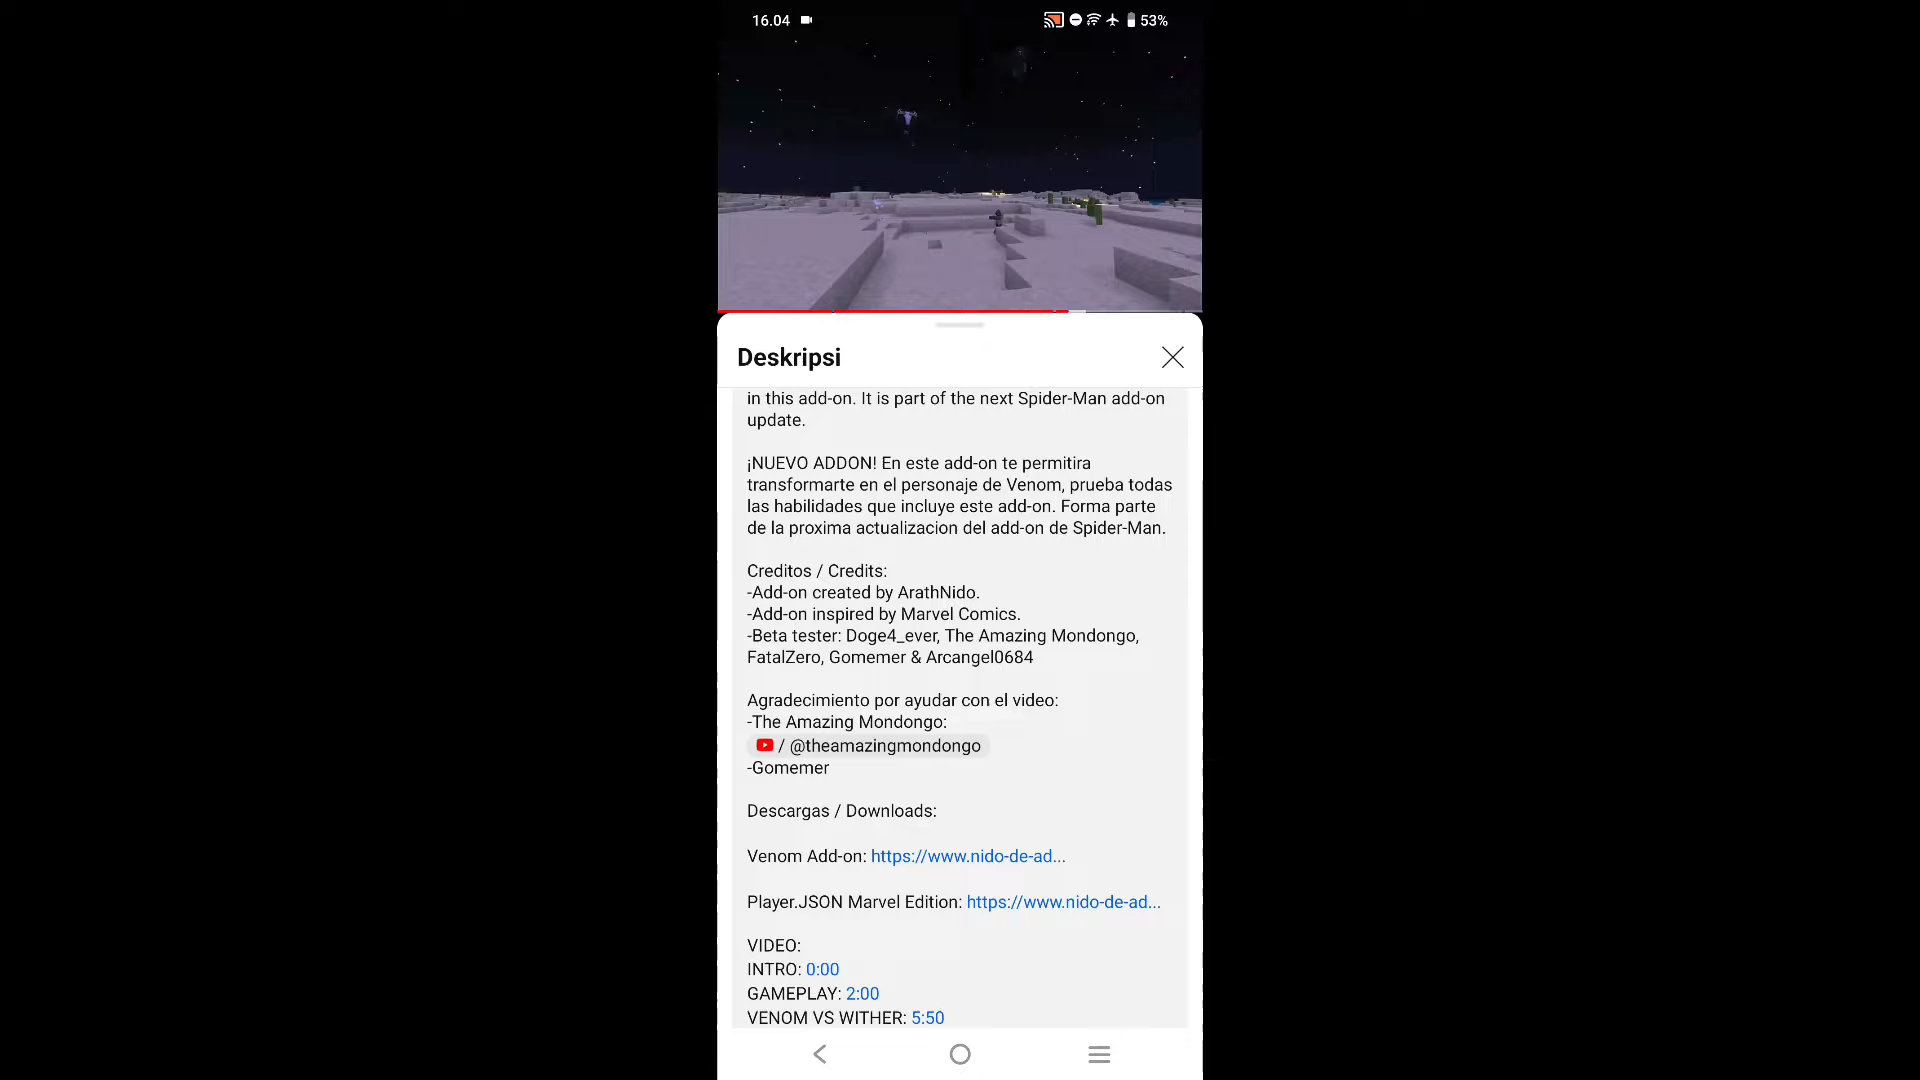 16.04
53%
Deskripsi
in this add-on. It is part of the next Spider-Man add-on
update.
¡NUEVO ADDON! En este add-on te permitira
transformarte en el personaje de Venom, prueba todas
las habilidades que incluye este add-on. Forma parte
de la proxima actualizacion del add-on de Spider-Man.
Creditos / Credits:
-Add-on created by ArathNido.
-Add-on inspired by Marvel Comics.
-Beta tester: Doge4_ever, The Amazing Mondongo,
FatalZero, Gomemer & Arcangel0684
Agradecimiento por ayudar con el video:
-The Amazing Mondongo:
/ @theamazingmondongo
-Gomemer
Descargas / Downloads:
Venom Add-on: https://www.nido-de-ad...
Player.JSON Marvel Edition: https://www.nido-de-ad...
VIDEO:
INTRO: 0:00
GAMEPLAY: 2:00
VENOM VS WITHER: 5:50